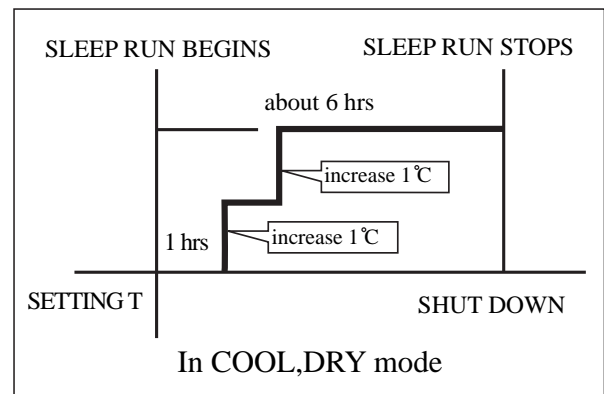 SLEEP RUN BEGINS SLEEP RUN STOPS
about 6 hrs
increase 1℃
1 hrs increase 1℃
SETTING T SHUT DOWN
In COOL,DRY mode